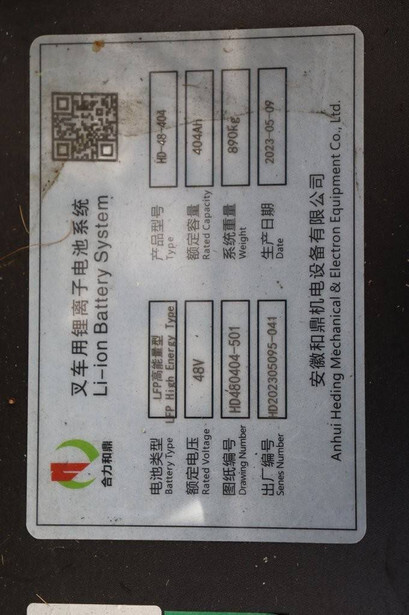 合力和鼎
叉车用锂离子电池系统
Li-ion Battery System
电池类型
Battery Type
LFP高能量型
LFP High Energy Type
产品型号
Type
HD-48-404
额定电压
Rated Voltage
48V
额定容量
Rated Capacity
404Ah
图纸编号
Drawing Number
HD480404-501
系统重量
Weight
890Kg
出厂编号
Series Number
HD202305095-041
生产日期
Date
2023-05-09
安徽和鼎机电设备有限公司
Anhui Heding Mechanical & Electron Equipment Co., Ltd.